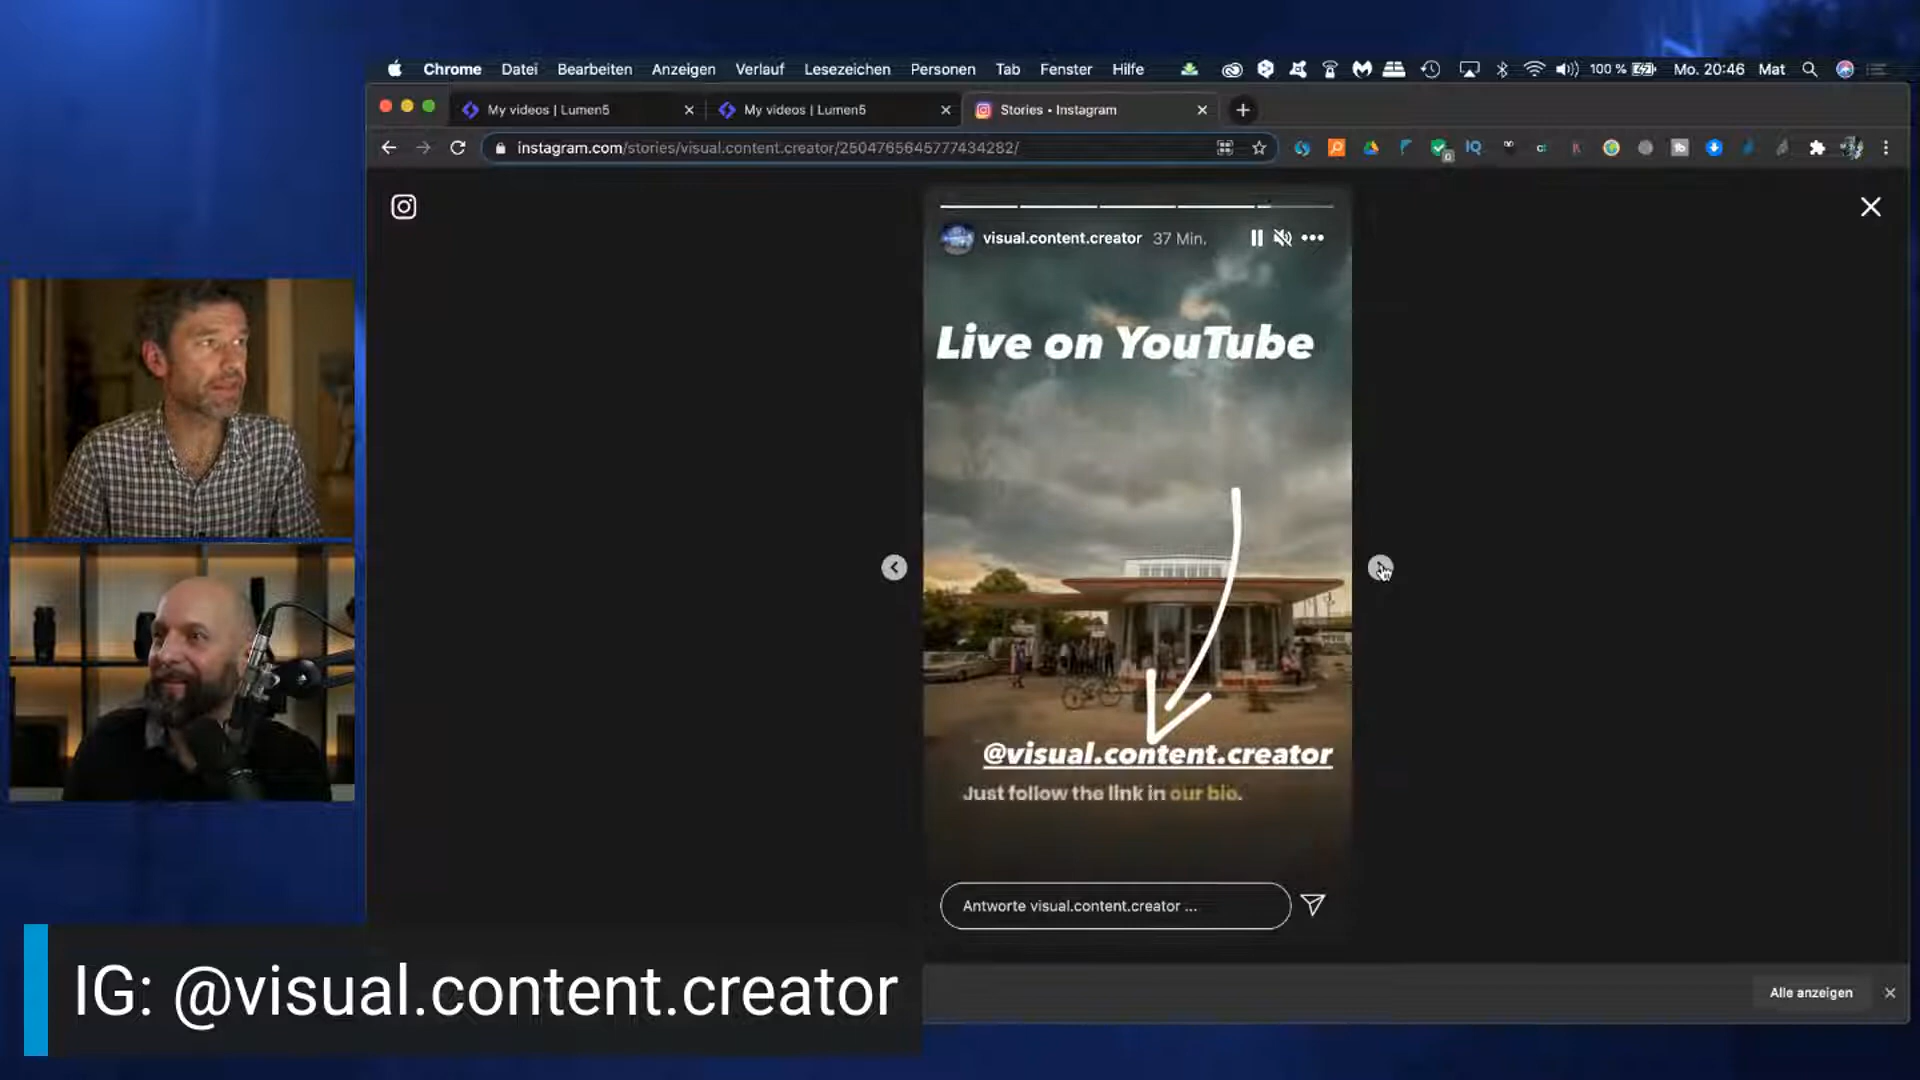 Chrome Datei Bearbeiten Anzeigen Verlauf Lesezeichen Personen Tab Fenster Hilfe 100 % Mo. 20:46 Mat
My videos | Lumen5 My videos | Lumen5 Stories • Instagram
instagram.com/stories/visual.content.creator/2504765645777434282/
visual.content.creator 37 Min.
Live on YouTube
@visual.content.creator
Just follow the link in our bio.
Antworte visual.content.creator ...
IG: @visual.content.creator
Alle anzeigen